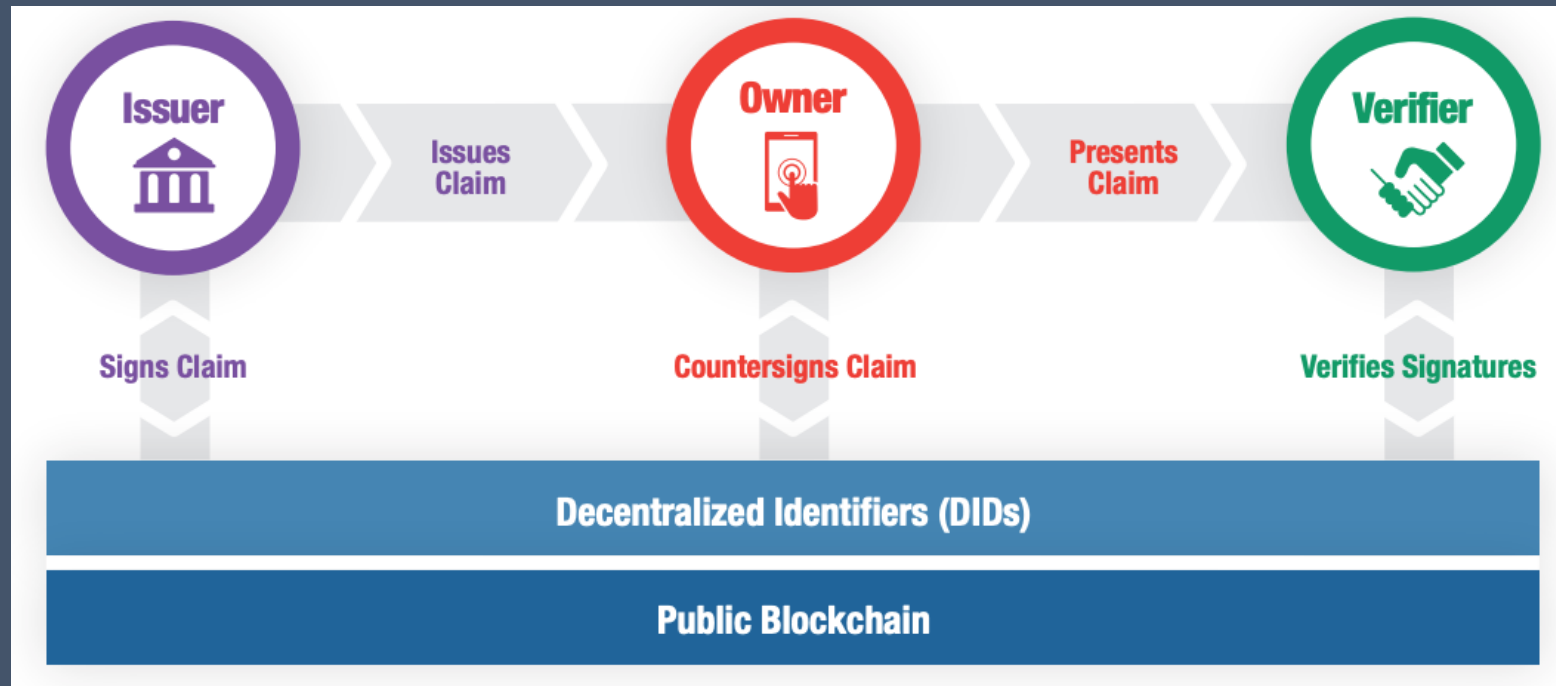 Issuer
Owner
Verifier
Issues
Claim
Presents
Claim
Signs Claim
Countersigns Claim
Verifies Signatures
Decentralized Identifiers (DIDs)
Public Blockchain